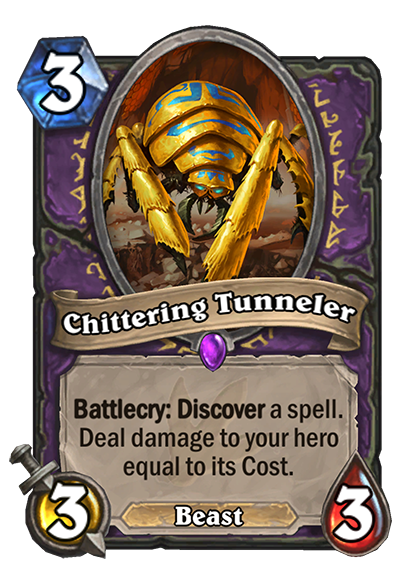 3
Chittering Tunneler
Battlecry: Discover a spell.
Deal damage to your hero
equal to its Cost.
3
Beast
3